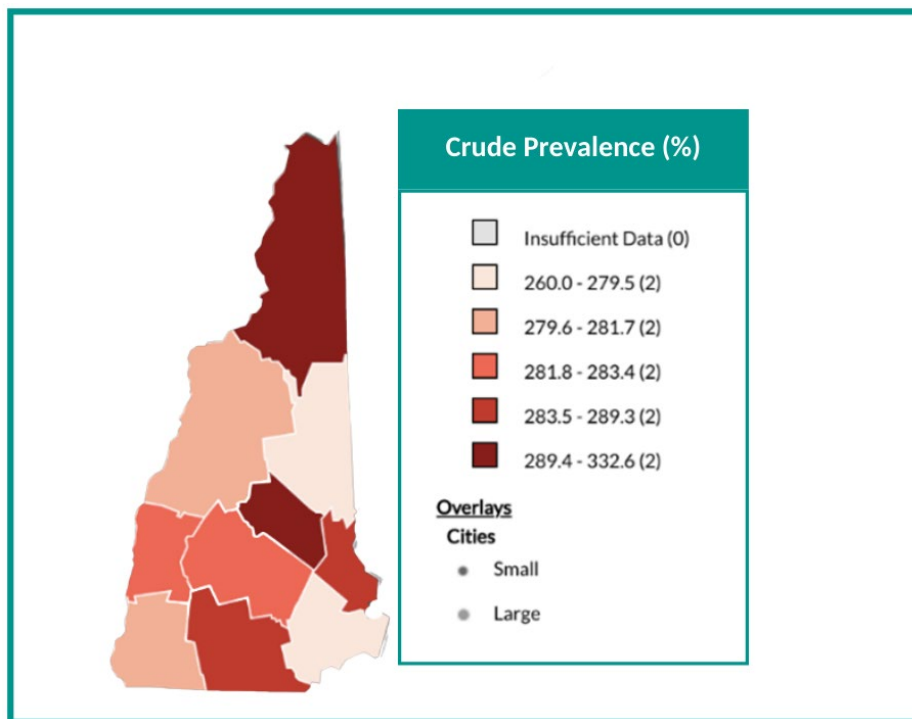 Crude Prevalence (%)
Insufficient Data (0)
260.0 - 279.5 (2)
279.6 - 281.7 (2)
281.8 - 283.4 (2)
283.5 - 289.3 (2)
289.4 - 332.6 (2)
Overlays
Cities
Small
Large